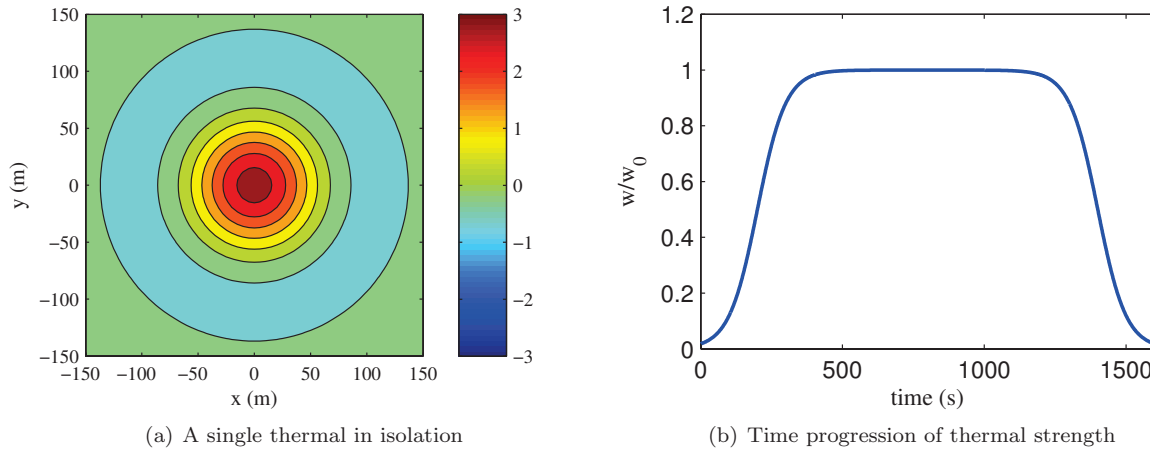 150
100
50
0
−50
−100
−150
y (m)
−150 −100 −50 0 50 100 150
x (m)
3
2
1
0
−1
−2
−3
(a) A single thermal in isolation
1.2
1
0.8
0.6
0.4
0.2
0
w/w0
0 500 1000 1500
time (s)
(b) Time progression of thermal strength